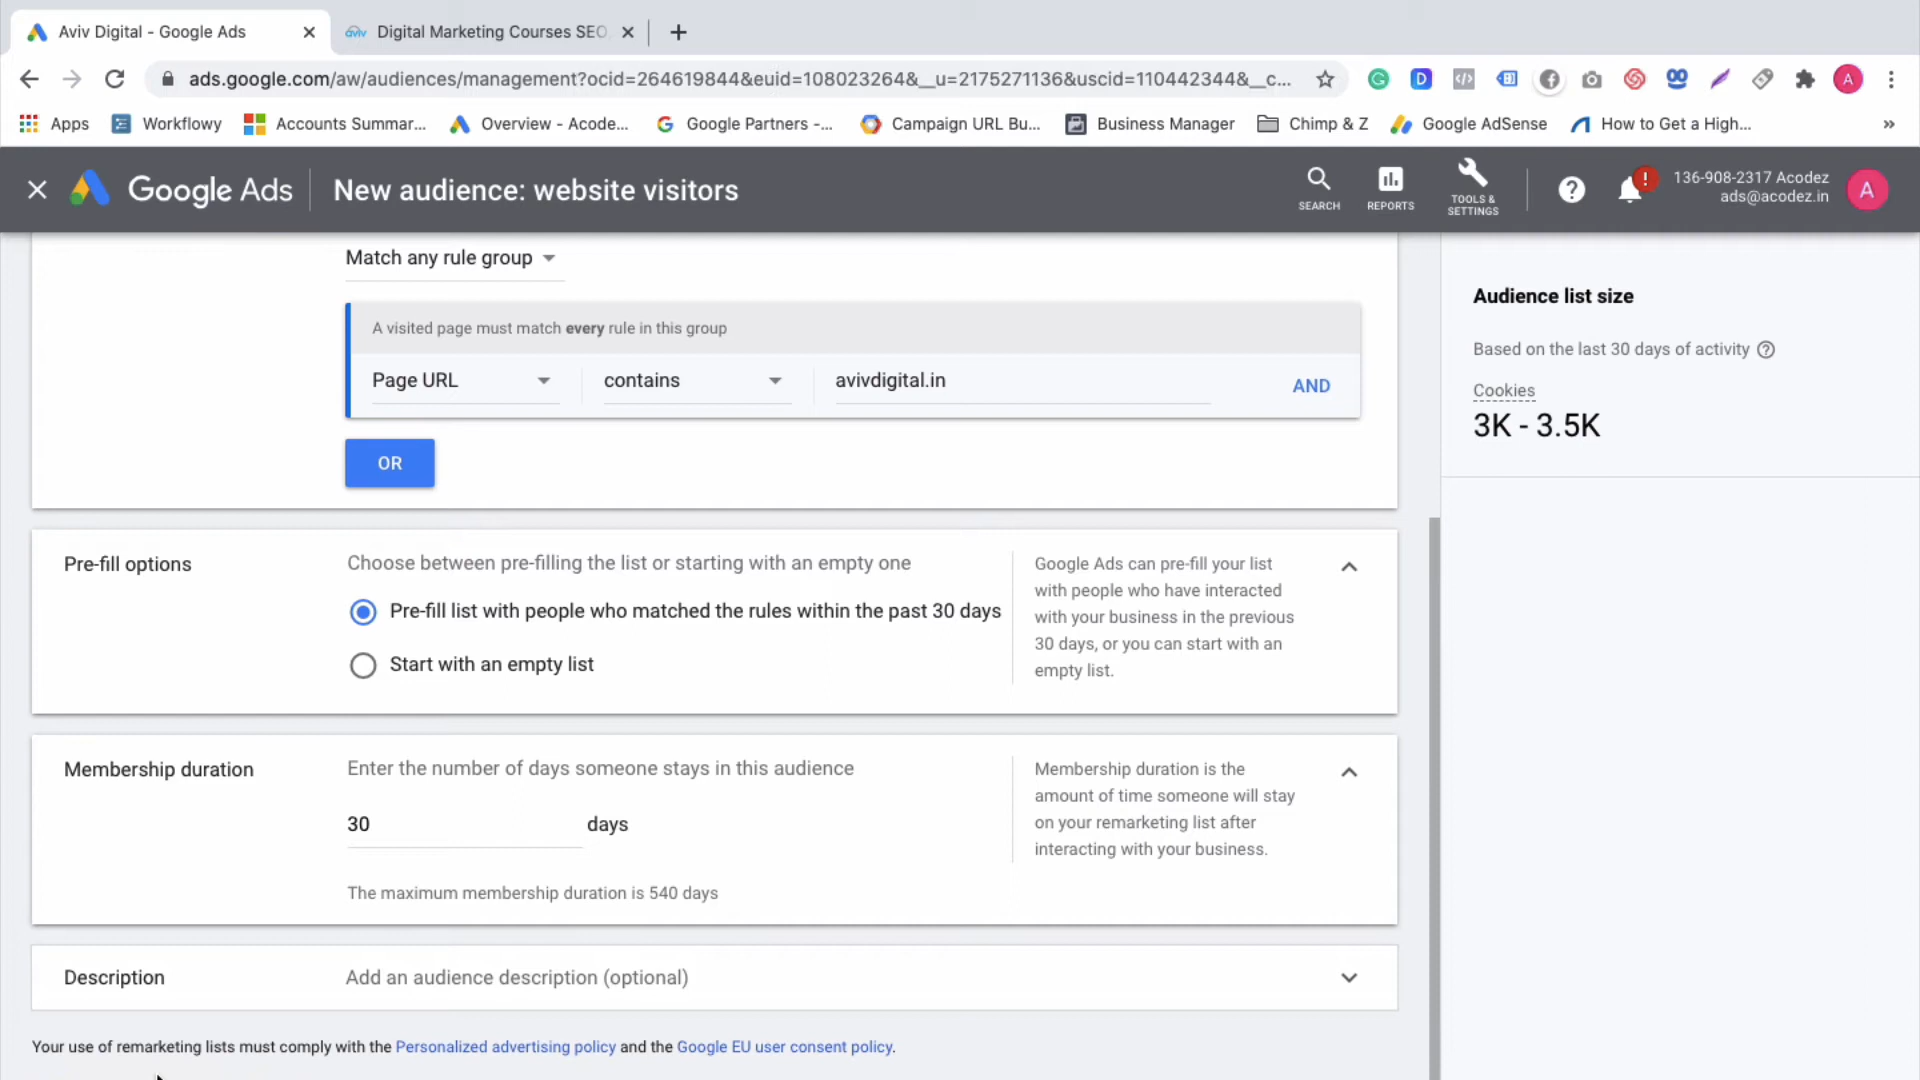 Aviv Digital - Google Ads
aviv Digital Marketing Courses SEO
ads.google.com/aw/audiences/management?ocid=264619844&euid=108023264&__u=2175271136&uscid=110442344&__c...
A
Apps
Workflowy
Accounts Summar...
Overview - Acode...
Google Partners -...
Campaign URL Bu...
Business Manager
Chimp & Z
Google AdSense
How to Get a High...
»
Google Ads
New audience: website visitors
SEARCH
REPORTS
TOOLS &
SETTINGS
136-908-2317 Acodez
ads@acodez.in
A
Match any rule group
A visited page must match every rule in this group
Page URL
contains
avivdigital.in
AND
OR
Audience list size
Based on the last 30 days of activity
Cookies
3K - 3.5K
Pre-fill options
Choose between pre-filling the list or starting with an empty one
Pre-fill list with people who matched the rules within the past 30 days
Start with an empty list
Google Ads can pre-fill your list
with people who have interacted
with your business in the previous
30 days, or you can start with an
empty list.
Membership duration
Enter the number of days someone stays in this audience
30 days
The maximum membership duration is 540 days
Membership duration is the
amount of time someone will stay
on your remarketing list after
interacting with your business.
Description
Add an audience description (optional)
Your use of remarketing lists must comply with the Personalized advertising policy and the Google EU user consent policy.